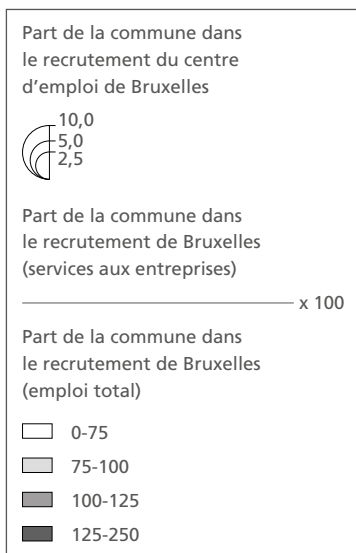 Part de la commune dans
le recrutement du centre
d’emploi de Bruxelles
10,0
5,0
2,5
Part de la commune dans
le recrutement de Bruxelles
(services aux entreprises)
x 100
Part de la commune dans
le recrutement de Bruxelles
(emploi total)
0-75
75-100
100-125
125-250